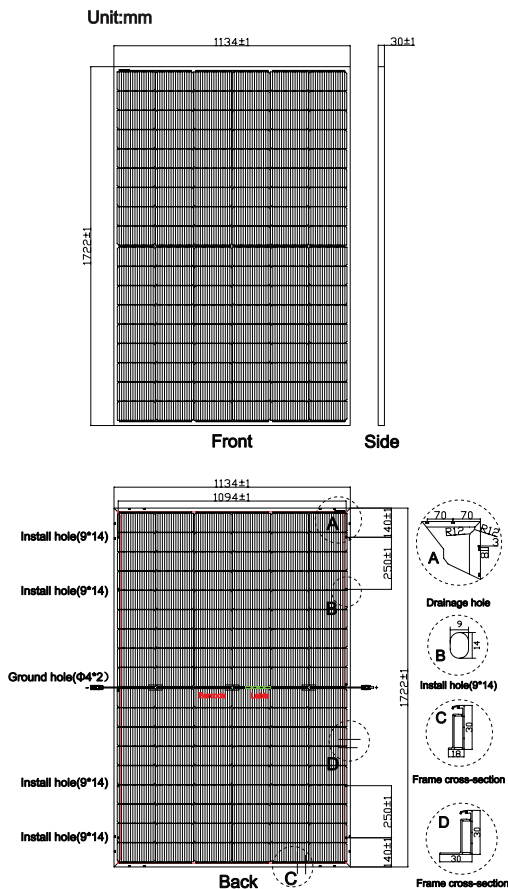 Unit:mm
1134±1
30±1
1722±1
Front
Side
1134±1
1094±1
A
140±1
Install hole(9*14)
250±1
Install hole(9*14)
B
Ground hole(Φ4*2)
1722±1
D
Install hole(9*14)
250±1
Install hole(9*14)
140±1
C
Back
70 70
R12 R12
A
Drainage hole
9
14
B
Install hole(9*14)
C
30
18
Frame cross-section
D
30
30
Frame cross-section